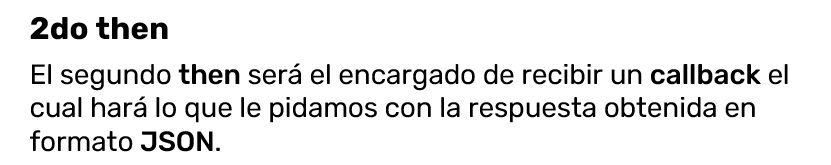 2do then
El segundo then será el encargado de recibir un callback el
cual hará lo que le pidamos con la respuesta obtenida en
formato JSON.